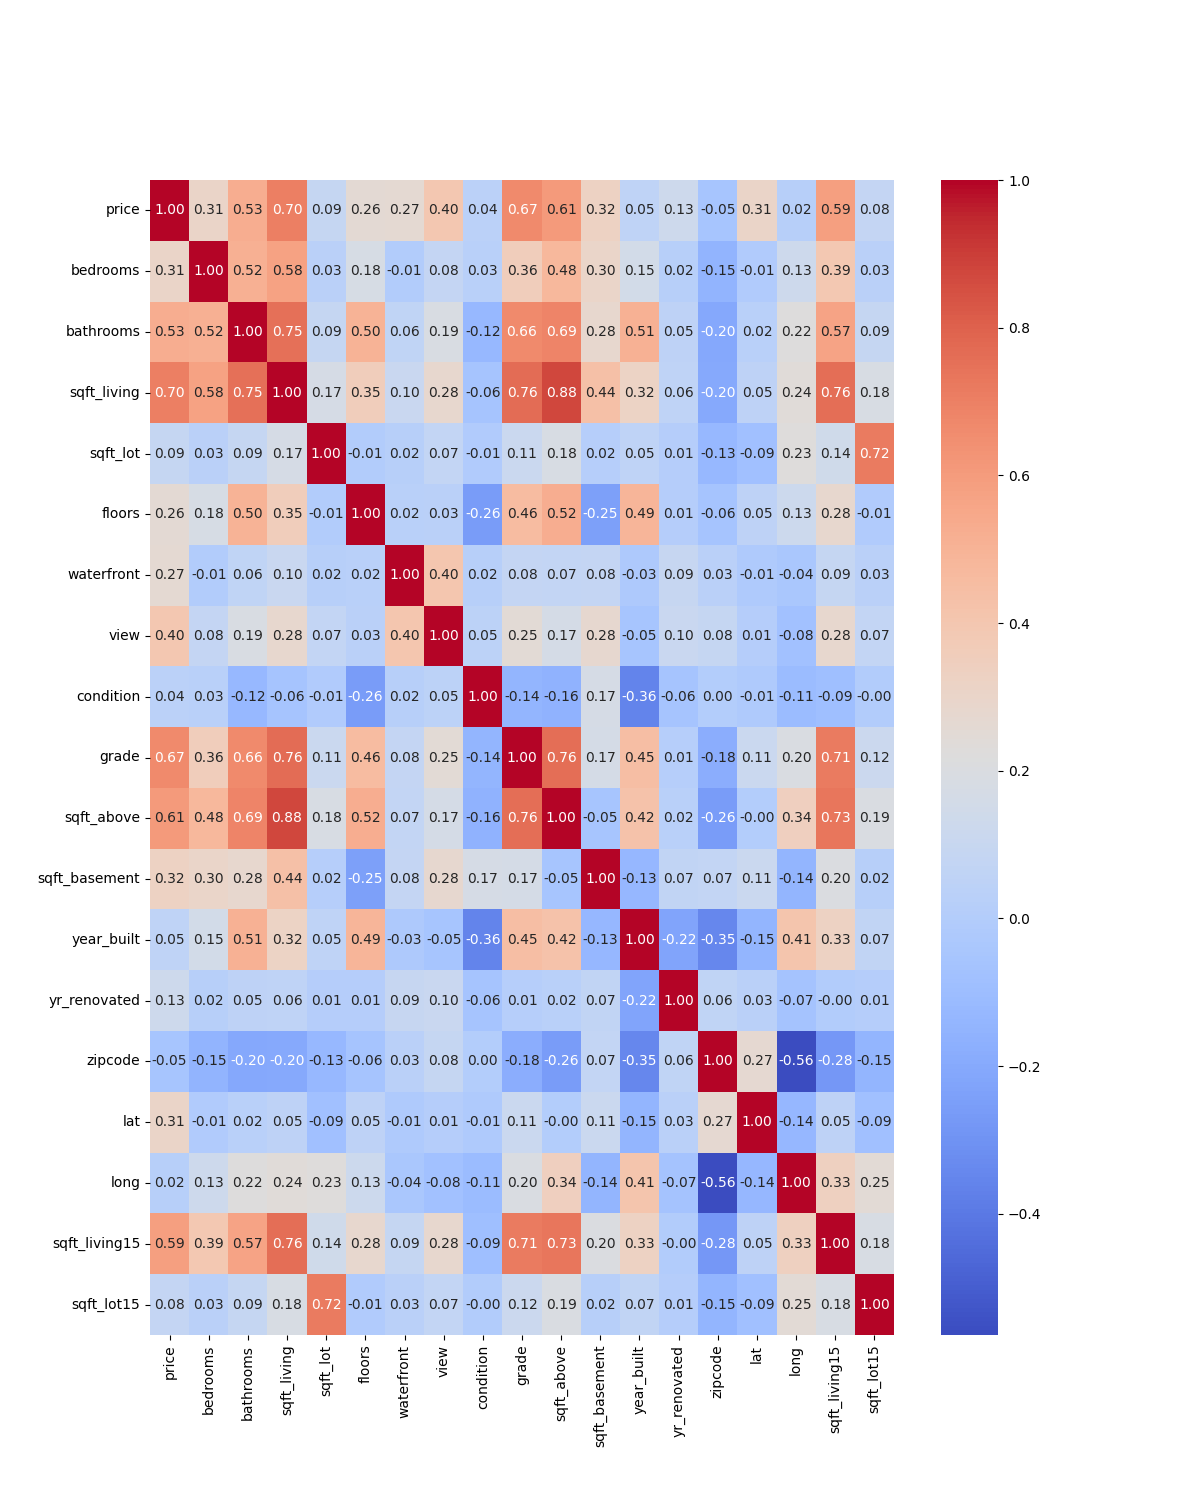 price 1.00 0.31 0.53 0.70 0.09 0.26 0.27 0.40 0.04 0.67 0.61 0.32 0.05 0.13 -0.05 0.31 0.02 0.59 0.08
bedrooms 0.31 1.00 0.52 0.58 0.03 0.18 -0.01 0.08 0.03 0.36 0.48 0.30 0.15 0.02 -0.15 -0.01 0.13 0.39 0.03
bathrooms 0.53 0.52 1.00 0.75 0.09 0.50 0.06 0.19 -0.12 0.66 0.69 0.28 0.51 0.05 -0.20 0.02 0.22 0.57 0.09
sqft_living 0.70 0.58 0.75 1.00 0.17 0.35 0.10 0.28 -0.06 0.76 0.88 0.44 0.32 0.06 -0.20 0.05 0.24 0.76 0.18
sqft_lot 0.09 0.03 0.09 0.17 1.00 -0.01 0.02 0.07 -0.01 0.11 0.18 0.02 0.05 0.01 -0.13 -0.09 0.23 0.14 0.72
floors 0.26 0.18 0.50 0.35 -0.01 1.00 0.02 0.03 -0.26 0.46 0.52 -0.25 0.49 0.01 -0.06 0.05 0.13 0.28 -0.01
waterfront 0.27 -0.01 0.06 0.10 0.02 0.02 1.00 0.40 0.02 0.08 0.07 0.08 -0.03 0.09 0.03 -0.01 -0.04 0.09 0.03
view 0.40 0.08 0.19 0.28 0.07 0.03 0.40 1.00 0.05 0.25 0.17 0.28 -0.05 0.10 0.08 0.01 -0.08 0.28 0.07
condition 0.04 0.03 -0.12 -0.06 -0.01 -0.26 0.02 0.05 1.00 -0.14 -0.16 0.17 -0.36 -0.06 0.00 -0.01 -0.11 -0.09 -0.00
grade 0.67 0.36 0.66 0.76 0.11 0.46 0.08 0.25 -0.14 1.00 0.76 0.17 0.45 0.01 -0.18 0.11 0.20 0.71 0.12
sqft_above 0.61 0.48 0.69 0.88 0.18 0.52 0.07 0.17 -0.16 0.76 1.00 -0.05 0.42 0.02 -0.26 -0.00 0.34 0.73 0.19
sqft_basement 0.32 0.30 0.28 0.44 0.02 -0.25 0.08 0.28 0.17 0.17 -0.05 1.00 -0.13 0.07 0.07 0.11 -0.14 0.20 0.02
year_built 0.05 0.15 0.51 0.32 0.05 0.49 -0.03 -0.05 -0.36 0.45 0.42 -0.13 1.00 -0.22 -0.35 -0.15 0.41 0.33 0.07
yr_renovated 0.13 0.02 0.05 0.06 0.01 0.01 0.09 0.10 -0.06 0.01 0.02 0.07 -0.22 1.00 0.06 0.03 -0.07 -0.00 0.01
zipcode -0.05 -0.15 -0.20 -0.20 -0.13 -0.06 0.03 0.08 0.00 -0.18 -0.26 0.07 -0.35 0.06 1.00 0.27 -0.56 -0.28 -0.15
lat 0.31 -0.01 0.02 0.05 -0.09 0.05 -0.01 0.01 -0.01 0.11 -0.00 0.11 -0.15 0.03 0.27 1.00 -0.14 0.05 -0.09
long 0.02 0.13 0.22 0.24 0.23 0.13 -0.04 -0.08 -0.11 0.20 0.34 -0.14 0.41 -0.07 -0.56 -0.14 1.00 0.33 0.25
sqft_living15 0.59 0.39 0.57 0.76 0.14 0.28 0.09 0.28 -0.09 0.71 0.73 0.20 0.33 -0.00 -0.28 0.05 0.33 1.00 0.18
sqft_lot15 0.08 0.03 0.09 0.18 0.72 -0.01 0.03 0.07 -0.00 0.12 0.19 0.02 0.07 0.01 -0.15 -0.09 0.25 0.18 1.00
price
bedrooms
bathrooms
sqft_living
sqft_lot
floors
waterfront
view
condition
grade
sqft_above
sqft_basement
year_built
yr_renovated
zipcode
lat
long
sqft_living15
sqft_lot15
1.0
0.8
0.6
0.4
0.2
0.0
−0.2
−0.4